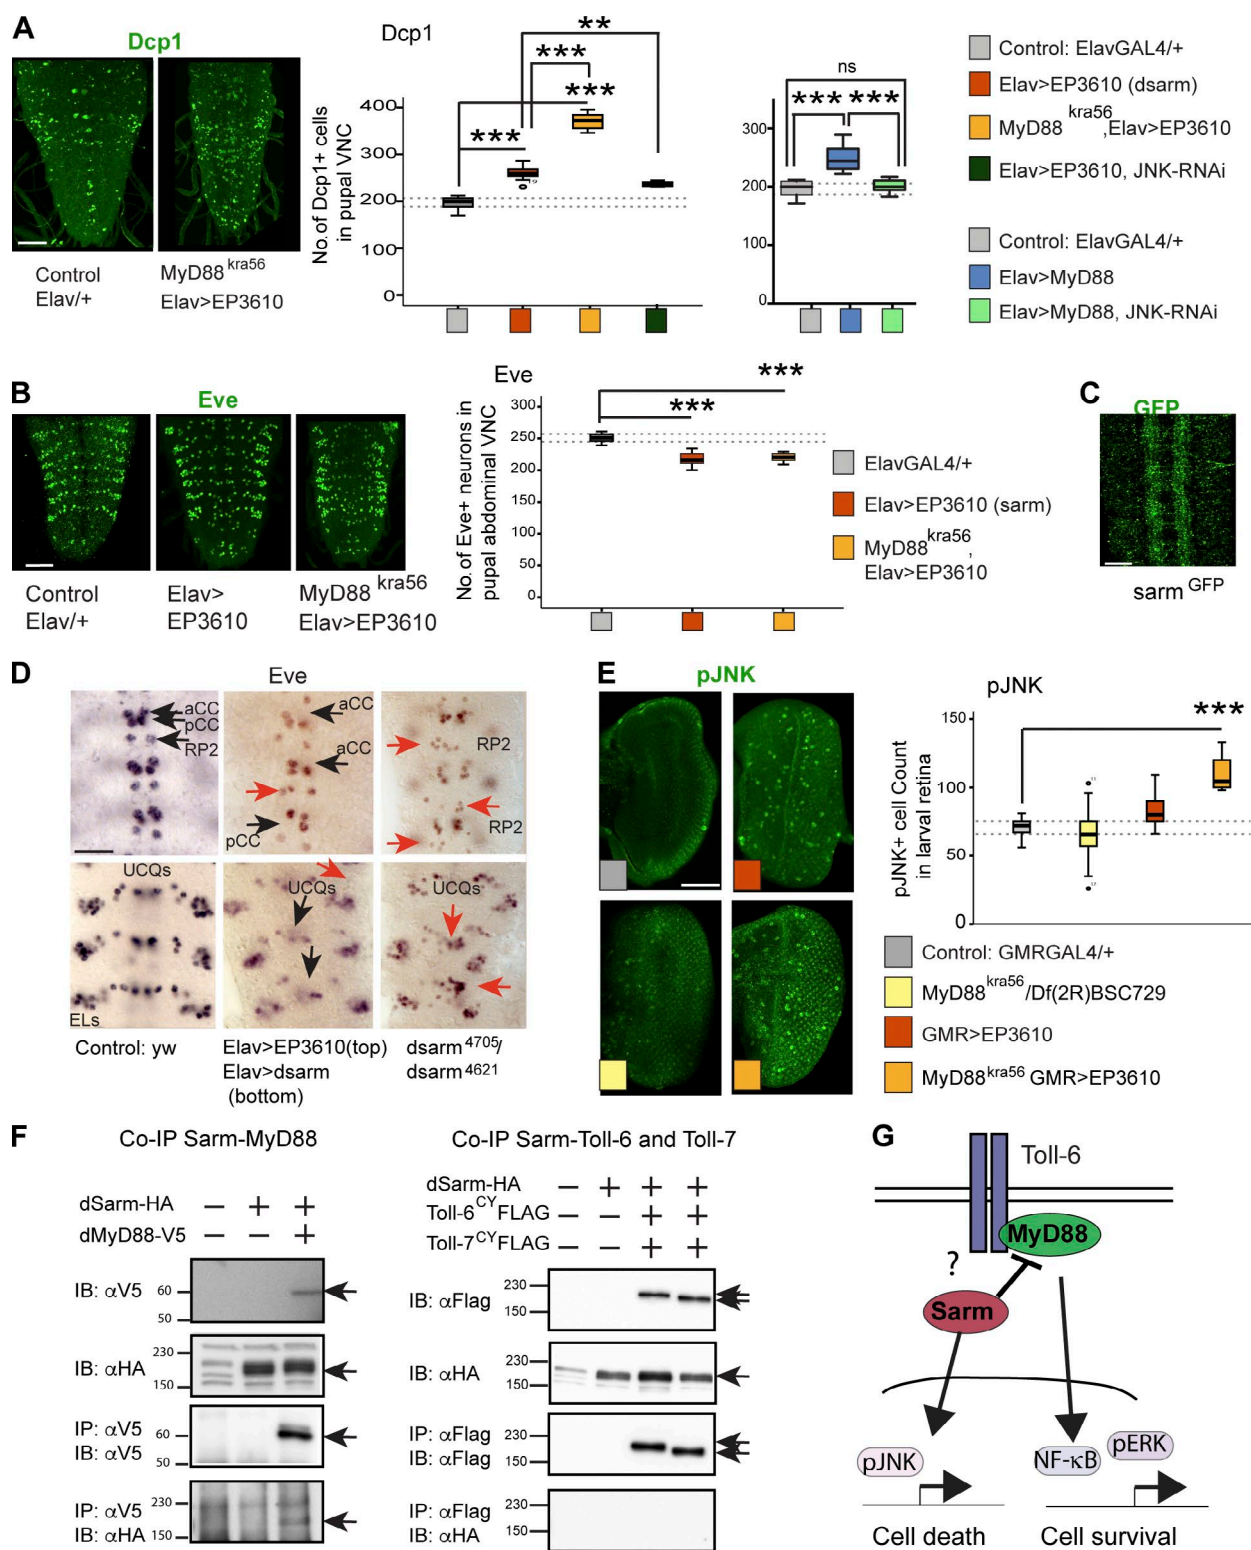 A
Dcp1
Control
Elav/+
MyD88 kra56
Elav>EP3610
Dcp1
No.of Dcp1+ cells
in pupal VNC
400
300
200
100
0
***
***
***
**
300
200
100
0
ns
*** ***
Control: ElavGAL4/+
Elav>EP3610 (dsarm)
MyD88 kra56,Elav>EP3610
Elav>EP3610, JNK-RNAi
Control: ElavGAL4/+
Elav>MyD88
Elav>MyD88, JNK-RNAi
B
Eve
Control
Elav/+
Elav>
EP3610
MyD88 kra56
Elav>EP3610
Eve
No.of Eve+ neurons in
pupal abdominal VNC
300
250
200
150
100
50
0
***
***
ElavGAL4/+
Elav>EP3610 (sarm)
MyD88 kra56,
Elav>EP3610
C
GFP
sarm GFP
D
Eve
aCC
pCC
RP2
aCC
aCC
pCC
RP2
RP2
UCQs
ELs
UCQs
UCQs
Control: yw
Elav>EP3610(top)
Elav>dsarm
(bottom)
dsarm 4705/
dsarm 4621
E
pJNK
pJNK
pJNK+ cell Count
in larval retina
150
100
50
0
***
Control: GMRGAL4/+
MyD88 kra56/Df(2R)BSC729
GMR>EP3610
MyD88 kra56 GMR>EP3610
F
Co-IP Sarm-MyD88
dSarm-HA – + +
dMyD88-V5 – – +
IB: αV5
60
50
IB: αHA
230
150
IP: αV5
IB: αV5
60
50
IP: αV5
IB: αHA
230
150
Co-IP Sarm-Toll-6 and Toll-7
dSarm-HA – + + +
Toll-6 CY FLAG – – + +
Toll-7 CY FLAG – – + +
IB: αFlag
230
150
IB: αHA
230
150
IP: αFlag
IB: αFlag
230
150
IP: αFlag
IB: αHA
230
150
G
Toll-6
MyD88
?
Sarm
pJNK
NF-κB
pERK
Cell death
Cell survival